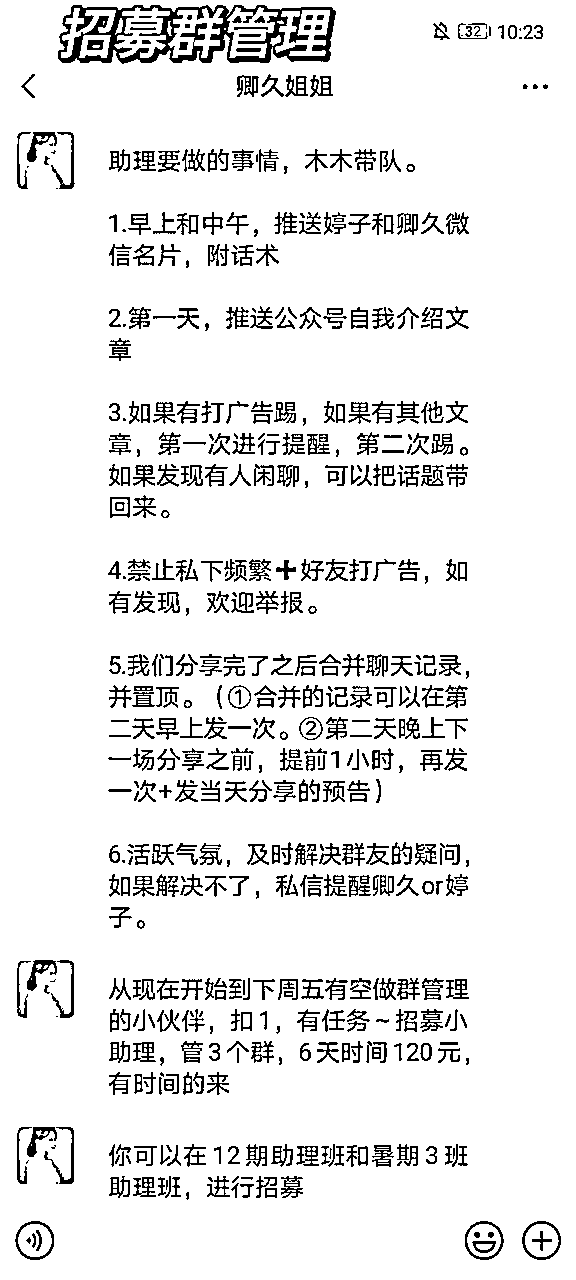 招募群管理
32 10:23
卿久姐姐
助理要做的事情，木木带队。
1.早上和中午，推送婷子和卿久微
信名片，附话术
2.第一天，推送公众号自我介绍文
章
3.如果有打广告踢，如果有其他文
章，第一次进行提醒，第二次踢。
如果发现有人闲聊，可以把话题带
回来。
4.禁止私下频繁➕好友打广告，如
有发现，欢迎举报。
5.我们分享完了之后合并聊天记录，
并置顶。（①合并的记录可以在第
二天早上发一次。②第二天晚上下
一场分享之前，提前1小时，再发
一次+发当天分享的预告）
6.活跃气氛，及时解决群友的疑问，
如果解决不了，私信提醒卿久or婷
子。
从现在开始到下周五有空做群管理
的小伙伴，扣1，有任务~招募小
助理，管3个群，6天时间120元，
有时间的来
你可以在12期助理班和暑期3班
助理班，进行招募